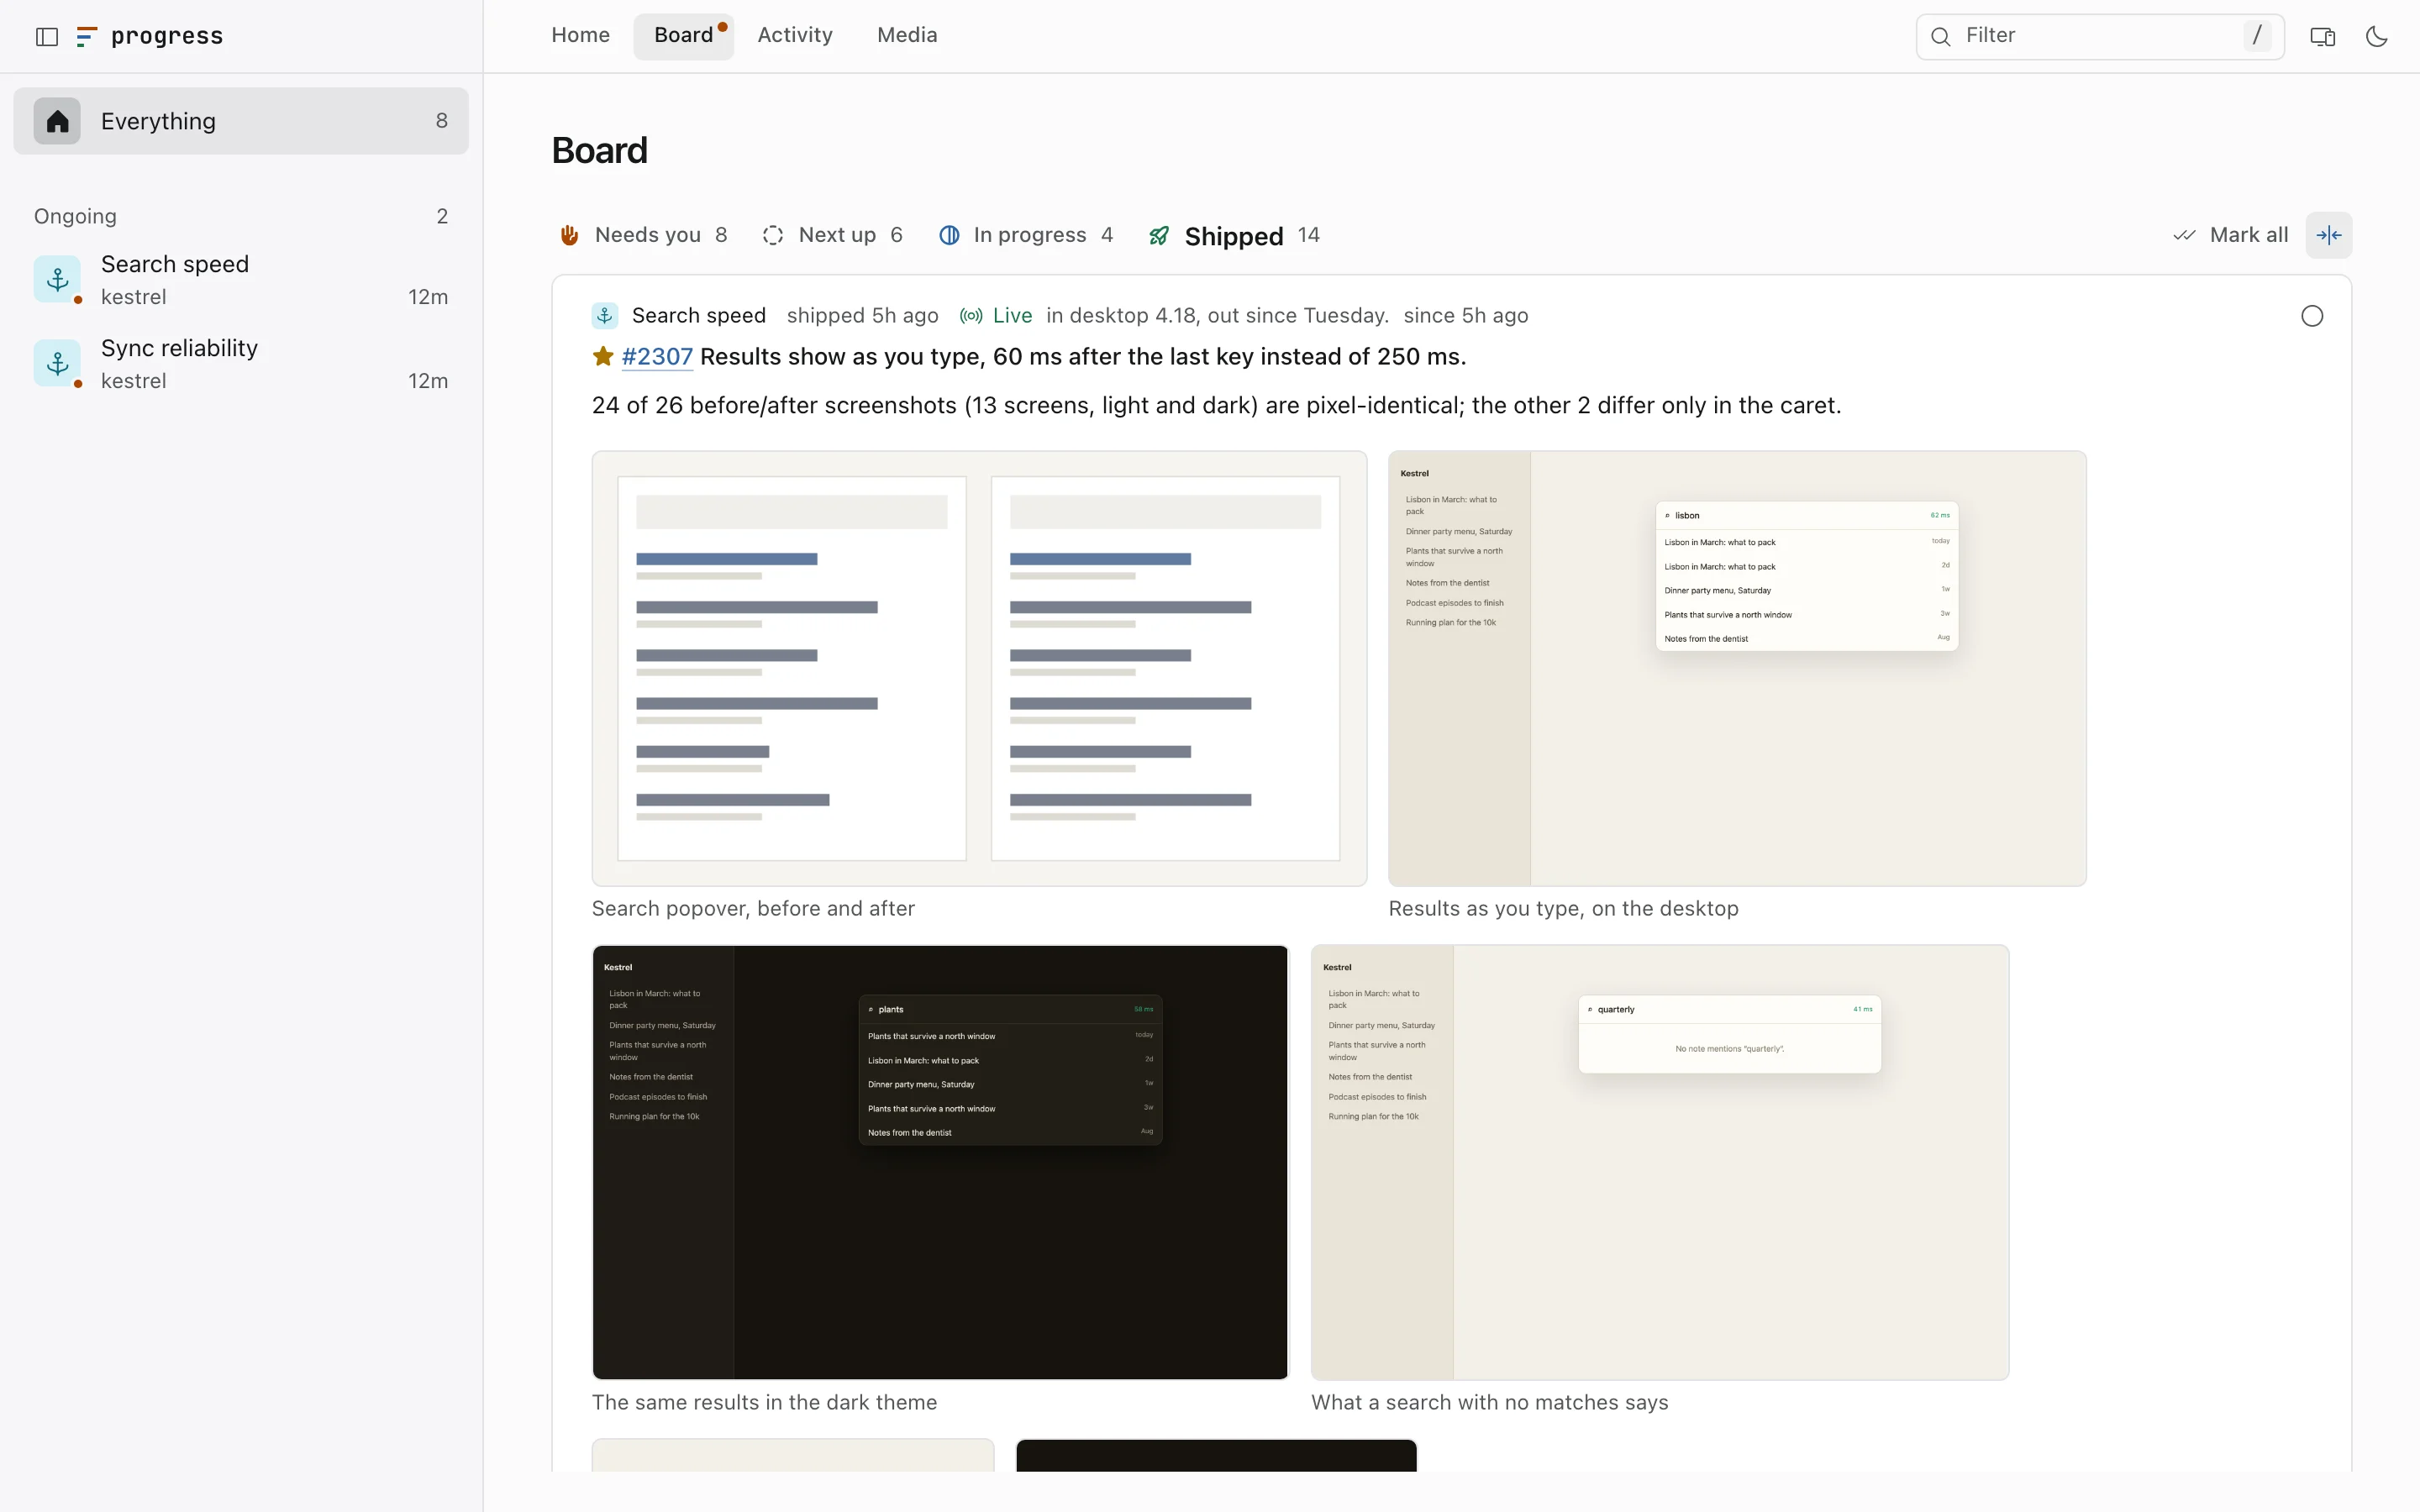 progress
Home
Board
Activity
Media
Filter
/
Everything
8
Ongoing
2
Search speed
kestrel
12m
Sync reliability
kestrel
12m
Board
Needs you 8
Next up 6
In progress 4
Shipped 14
Mark all
Search speed shipped 5h ago Live in desktop 4.18, out since Tuesday. since 5h ago
#2307 Results show as you type, 60 ms after the last key instead of 250 ms.
24 of 26 before/after screenshots (13 screens, light and dark) are pixel-identical; the other 2 differ only in the caret.
Search popover, before and after
Kestrel
Lisbon in March: what to
pack
Dinner party menu, Saturday
Plants that survive a north
window
Notes from the dentist
Podcast episodes to finish
Running plan for the 10k
lisbon
62 ms
Lisbon in March: what to pack
today
Lisbon in March: what to pack
2d
Dinner party menu, Saturday
1w
Plants that survive a north window
3w
Notes from the dentist
Aug
Results as you type, on the desktop
Kestrel
Lisbon in March: what to
pack
Dinner party menu, Saturday
Plants that survive a north
window
Notes from the dentist
Podcast episodes to finish
Running plan for the 10k
plants
58 ms
Plants that survive a north window
today
Lisbon in March: what to pack
2d
Dinner party menu, Saturday
1w
Plants that survive a north window
3w
Notes from the dentist
Aug
The same results in the dark theme
Kestrel
Lisbon in March: what to
pack
Dinner party menu, Saturday
Plants that survive a north
window
Notes from the dentist
Podcast episodes to finish
Running plan for the 10k
quarterly
41 ms
No note mentions "quarterly".
What a search with no matches says